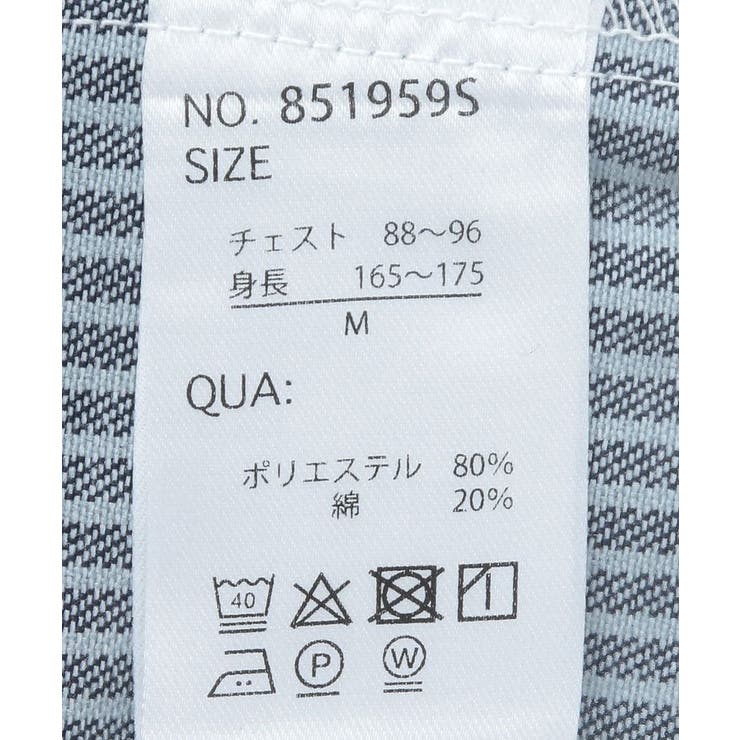 NO. 851959S
SIZE
チェスト 88～96
身長 165～175
M
QUA:
ポリエステル 80%
綿 20%
40
P W